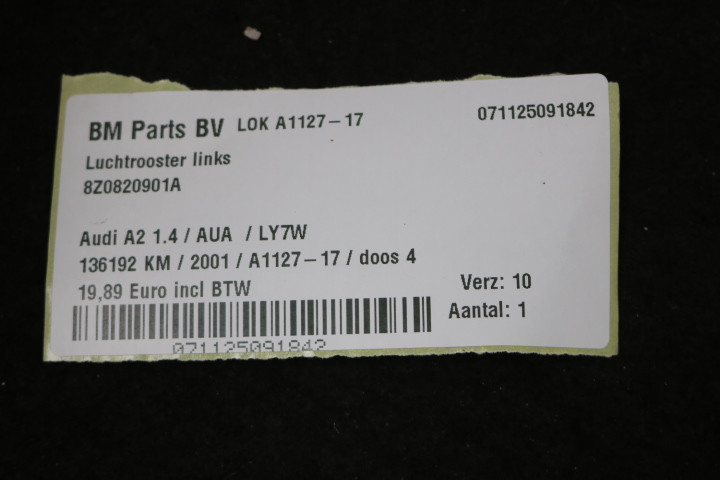 BM Parts BV LOK A1127-17 071125091842
Luchtrooster links
8Z0820901A
Audi A2 1.4 / AUA / LY7W
136192 KM / 2001 / A1127-17 / doos 4
19,89 Euro incl BTW Verz: 10
Aantal: 1
071125091842